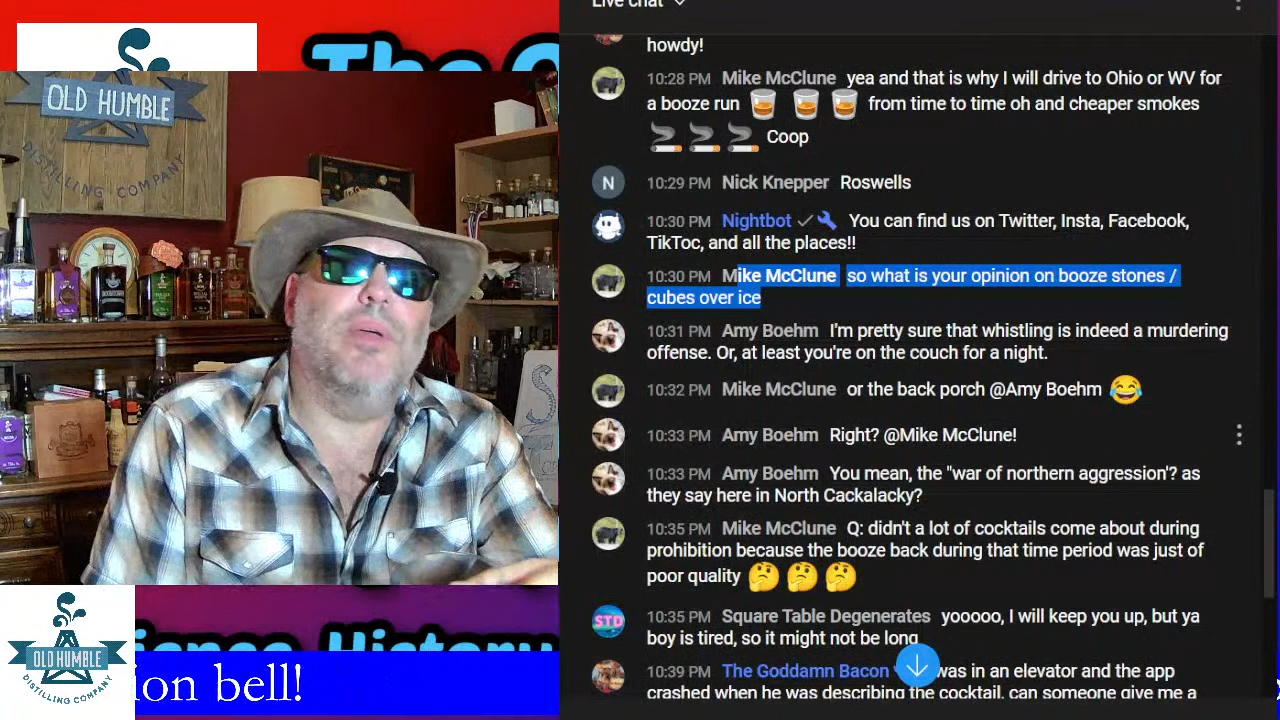 The
OLD HUMBLE
DISTILLING COMPANY
Live chat
howdy!
10:28 PM Mike McClune yea and that is why I will drive to Ohio or WV for
a booze run 🥃 🥃 🥃 from time to time oh and cheaper smokes
🚬 🚬 🚬 Coop
N
10:29 PM Nick Knepper Roswells
10:30 PM Nightbot You can find us on Twitter, Insta, Facebook,
TikToc, and all the places!!
10:30 PM Mike McClune so what is your opinion on booze stones /
cubes over ice
10:31 PM Amy Boehm I'm pretty sure that whistling is indeed a murdering
offense. Or, at least you're on the couch for a night.
10:32 PM Mike McClune or the back porch @Amy Boehm 😂
10:33 PM Amy Boehm Right? @Mike McClune!
10:33 PM Amy Boehm You mean, the "war of northern aggression'? as
they say here in North Cackalacky?
10:35 PM Mike McClune Q: didn't a lot of cocktails come about during
prohibition because the booze back during that time period was just of
poor quality 🤔 🤔 🤔
STD
10:35 PM Square Table Degenerates yooooo, I will keep you up, but ya
boy is tired, so it might not be long
10:39 PM The Goddamn Bacon was in an elevator and the app
crashed when he was describing the cocktail, can someone give me a
History
OLD HUMBLE
DISTILLING COMPANY
ion bell!